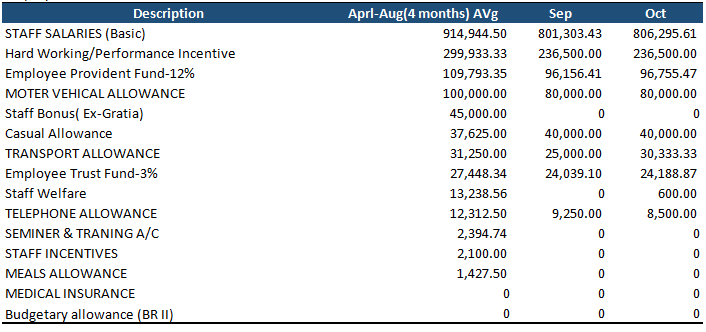 Description Aprl-Aug(4 months) AVg Sep Oct
STAFF SALARIES (Basic) 914,944.50 801,303.43 806,295.61
Hard Working/Performance Incentive 299,933.33 236,500.00 236,500.00
Employee Provident Fund-12% 109,793.35 96,156.41 96,755.47
MOTER VEHICAL ALLOWANCE 100,000.00 80,000.00 80,000.00
Staff Bonus( Ex-Gratia) 45,000.00 0 0
Casual Allowance 37,625.00 40,000.00 40,000.00
TRANSPORT ALLOWANCE 31,250.00 25,000.00 30,333.33
Employee Trust Fund-3% 27,448.34 24,039.10 24,188.87
Staff Welfare 13,238.56 0 600.00
TELEPHONE ALLOWANCE 12,312.50 9,250.00 8,500.00
SEMINER & TRANING A/C 2,394.74 0 0
STAFF INCENTIVES 2,100.00 0 0
MEALS ALLOWANCE 1,427.50 0 0
MEDICAL INSURANCE 0 0 0
Budgetary allowance (BR II) 0 0 0